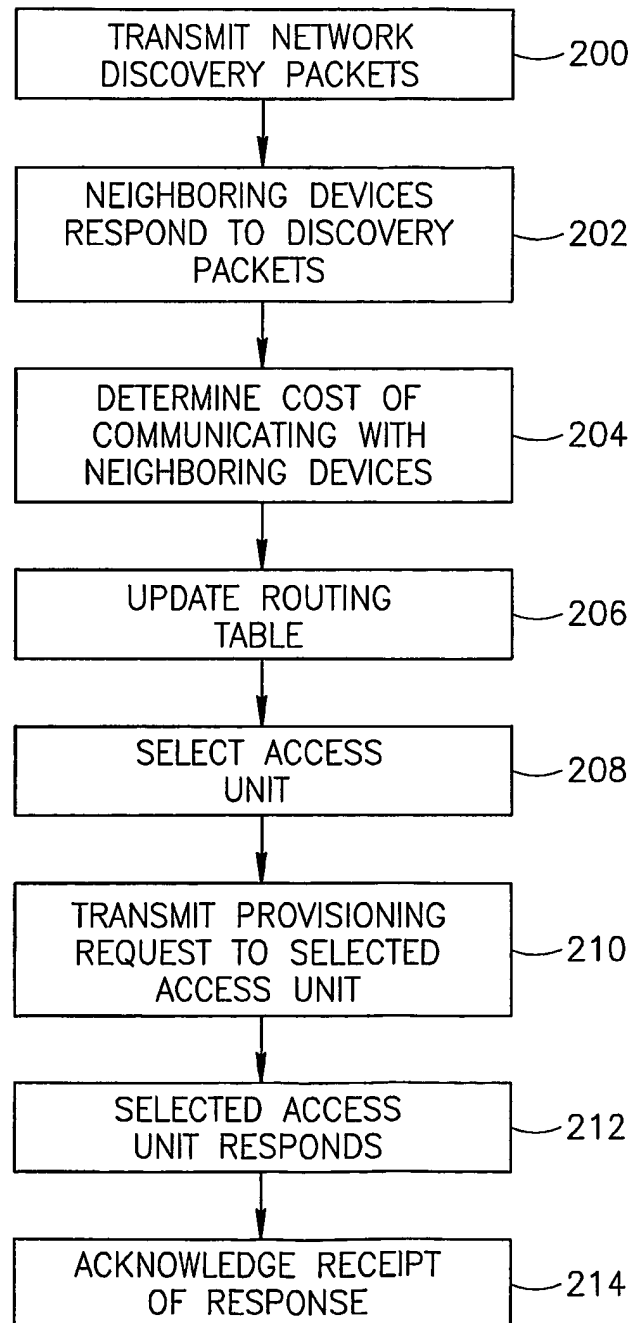 TRANSMIT NETWORK
DISCOVERY PACKETS
200
NEIGHBORING DEVICES
RESPOND TO DISCOVERY
PACKETS
202
DETERMINE COST OF
COMMUNICATING WITH
NEIGHBORING DEVICES
204
UPDATE ROUTING
TABLE
206
SELECT ACCESS
UNIT
208
TRANSMIT PROVISIONING
REQUEST TO SELECTED
ACCESS UNIT
210
SELECTED ACCESS
UNIT RESPONDS
212
ACKNOWLEDGE RECEIPT
OF RESPONSE
214